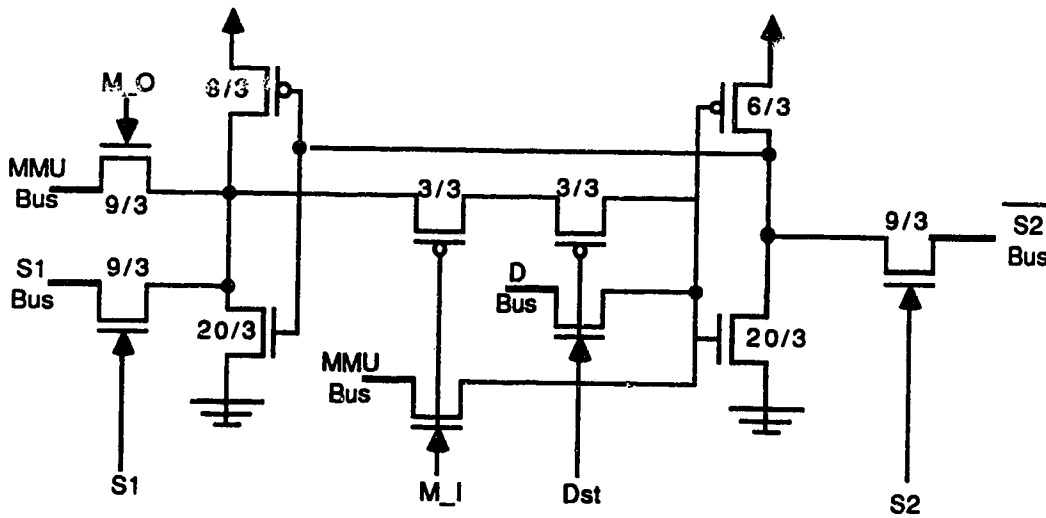 M_O
8/3
6/3
MMU
Bus
9/3
3/3
3/3
9/3
S2
Bus
S1
Bus
9/3
D
Bus
20/3
20/3
MMU
Bus
S1
M_I
Dst
S2